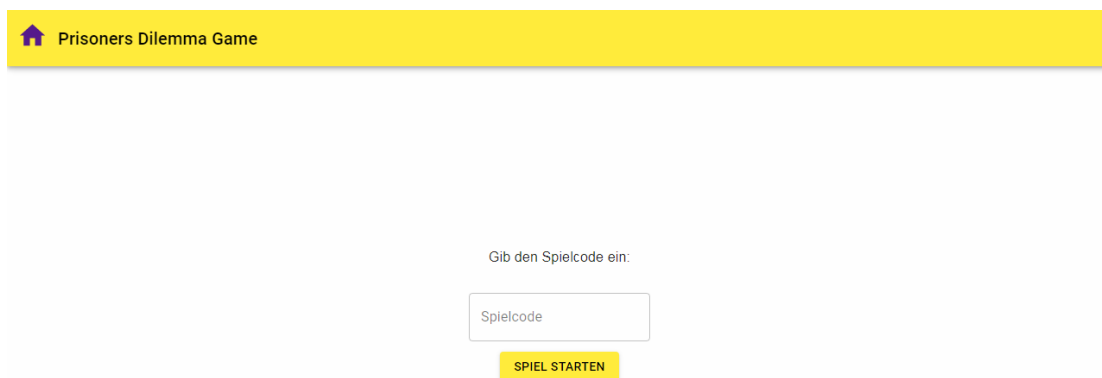 Prisoners Dilemma Game
Gib den Spielcode ein:
Spielcode
SPIEL STARTEN